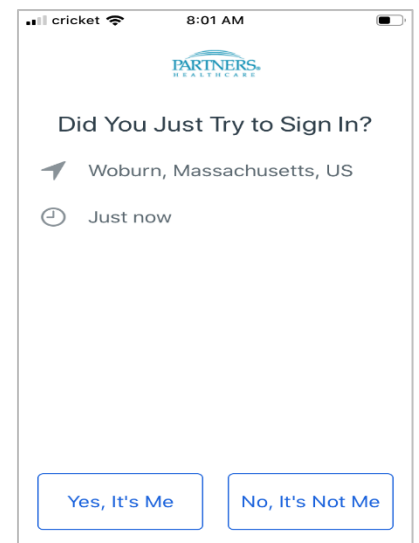 cricket 8:01 AM
PARTNERS®
HEALTHCARE
Did You Just Try to Sign In?
Woburn, Massachusetts, US
Just now
Yes, It's Me No, It's Not Me